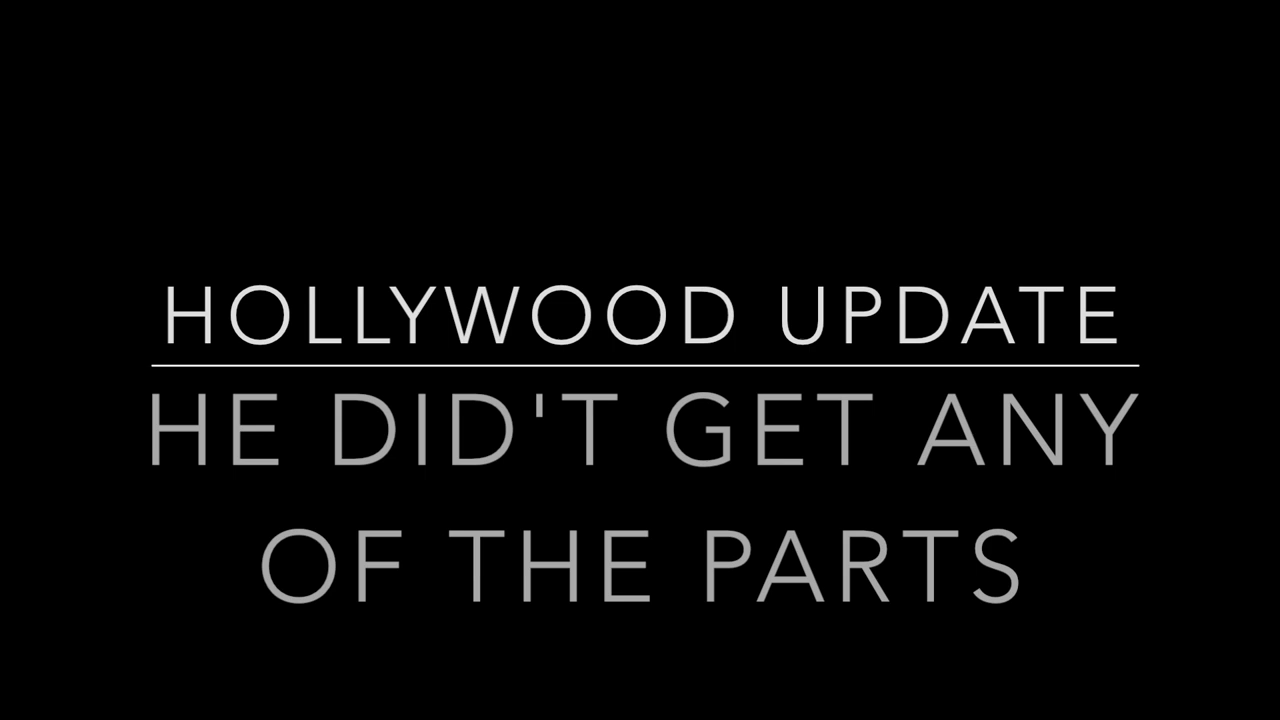 HOLLYWOOD UPDATE
HE DID'T GET ANY
OF THE PARTS